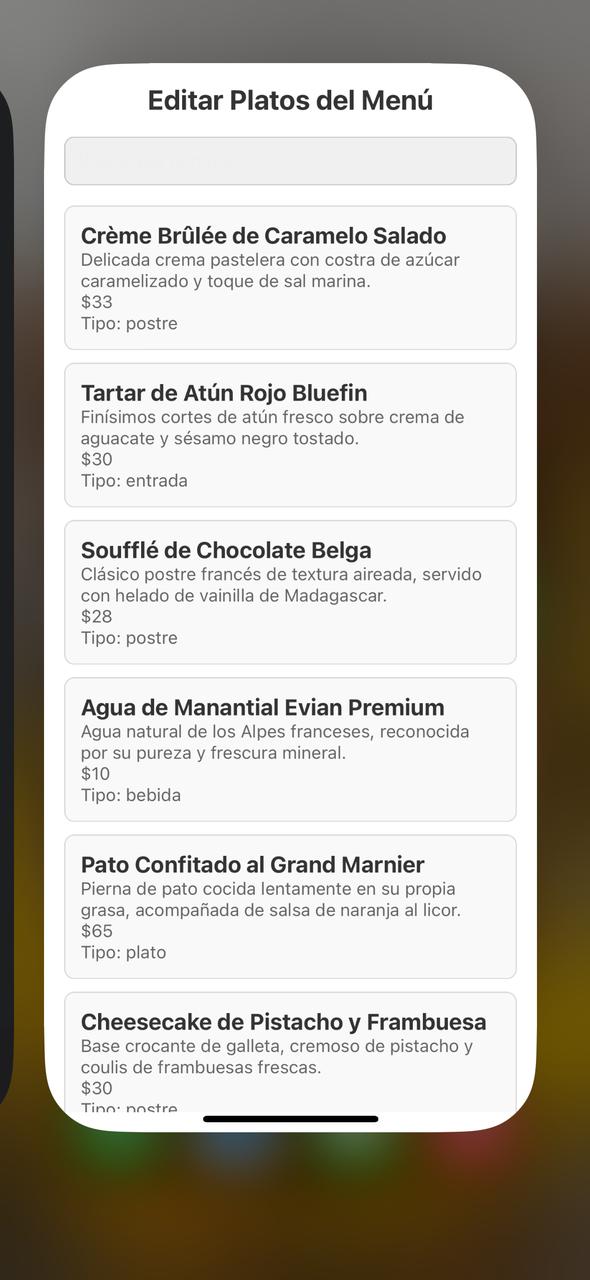 Editar Platos del Menú
Crème Brûlée de Caramelo Salado
Delicada crema pastelera con costra de azúcar
caramelizado y toque de sal marina.
$33
Tipo: postre
Tartar de Atún Rojo Bluefin
Finísimos cortes de atún fresco sobre crema de
aguacate y sésamo negro tostado.
$30
Tipo: entrada
Soufflé de Chocolate Belga
Clásico postre francés de textura aireada, servido
con helado de vainilla de Madagascar.
$28
Tipo: postre
Agua de Manantial Evian Premium
Agua natural de los Alpes franceses, reconocida
por su pureza y frescura mineral.
$10
Tipo: bebida
Pato Confitado al Grand Marnier
Pierna de pato cocida lentamente en su propia
grasa, acompañada de salsa de naranja al licor.
$65
Tipo: plato
Cheesecake de Pistacho y Frambuesa
Base crocante de galleta, cremoso de pistacho y
coulis de frambuesas frescas.
$30
Tipo: postre